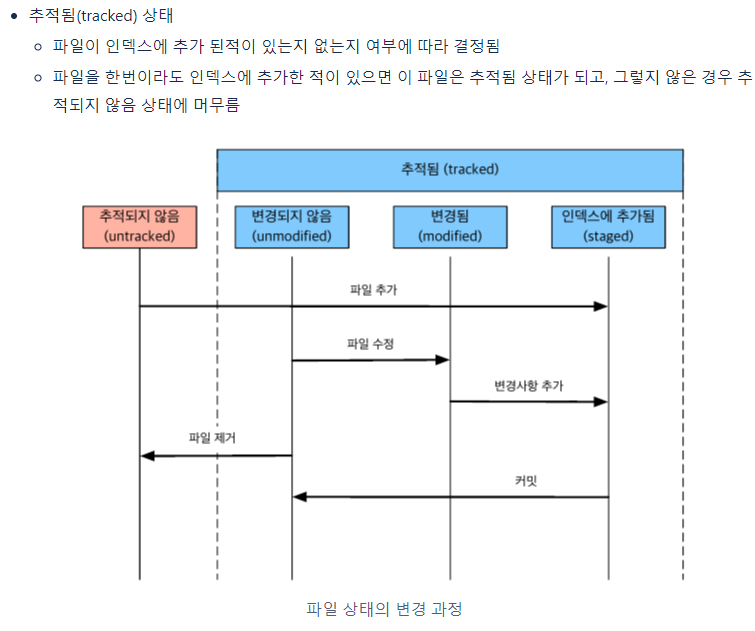 추적됨(tracked) 상태
파일이 인덱스에 추가 된적이 있는지 없는지 여부에 따라 결정됨
파일을 한번이라도 인덱스에 추가한 적이 있으면 이 파일은 추적됨 상태가 되고, 그렇지 않은 경우 추
적되지 않음 상태에 머무름
추적됨 (tracked)
추적되지 않음
(untracked)
변경되지 않음
(unmodified)
변경됨
(modified)
인덱스에 추가됨
(staged)
파일 추가
파일 수정
변경사항 추가
파일 제거
커밋
파일 상태의 변경 과정